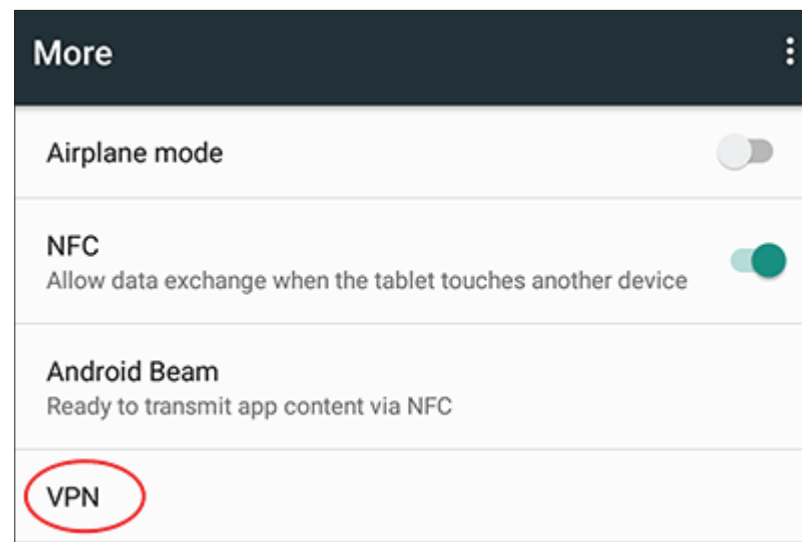 More
Airplane mode
NFC
Allow data exchange when the tablet touches another device
Android Beam
Ready to transmit app content via NFC
VPN